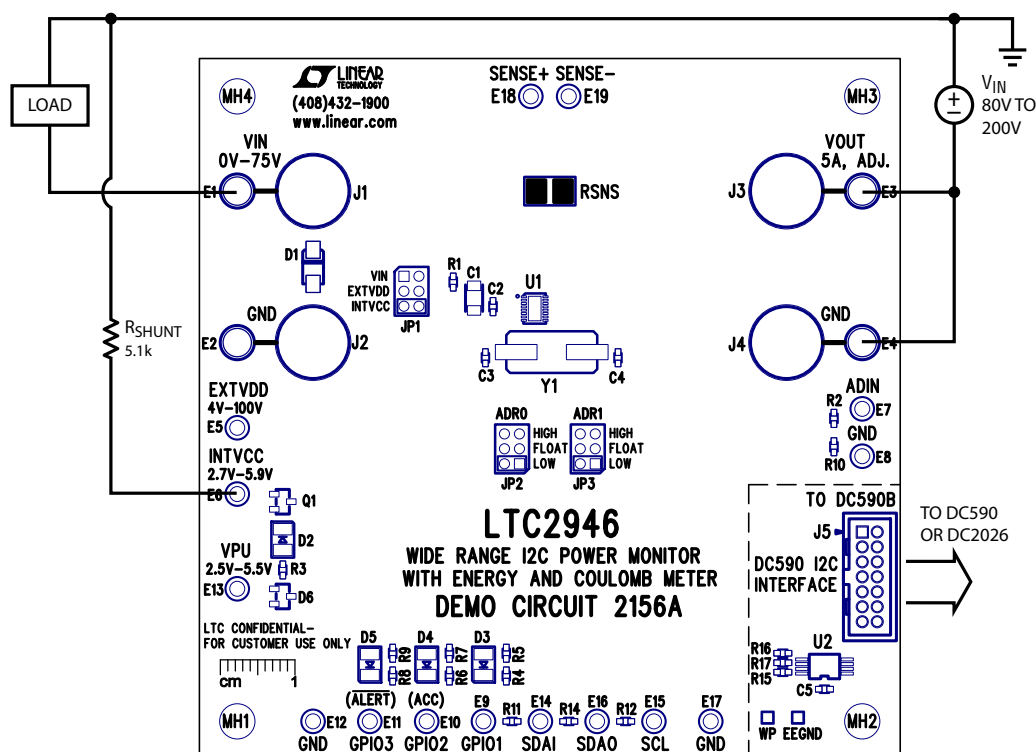 LOAD
VIN
80V TO
200V
RSHUNT
5.1k
TO DC590
OR DC2026
MH4
LINEAR
TECHNOLOGY
(408)432-1900
www.linear.com
SENSE+ SENSE-
E18 E19
MH3
VIN
0V-75V
E1
J1
RSNS
VOUT
5A, ADJ.
J3
E3
D1
VIN
EXTVDD
INTVCC
JP1
R1
C1
C2
U1
GND
E2
J2
C3
Y1
C4
GND
J4
E4
EXTVDD
4V-100V
E5
INTVCC
2.7V-5.9V
E6
ADR0
HIGH
FLOAT
LOW
JP2
ADR1
HIGH
FLOAT
LOW
JP3
ADIN
R2
E7
GND
R10
E8
Q1
D2
VPU
2.5V-5.5V
R3
E13
D6
LTC2946
WIDE RANGE I2C POWER MONITOR
WITH ENERGY AND COULOMB METER
DEMO CIRCUIT 2156A
TO DC590B
J5
DC590 I2C
INTERFACE
LTC CONFIDENTIAL-
FOR CUSTOMER USE ONLY
cm 1
D5 R9 R8
D4 R7 R6
D3 R5 R4
U2
R16
R17
R15
C5
(ALERT) (ACC)
MH1
E12 E11 E10 E9 R11 E14 R14 E16 R12 E15 E17
GND GPIO3 GPIO2 GPIO1 SDAI SDAO SCL GND
WP EEGND
MH2